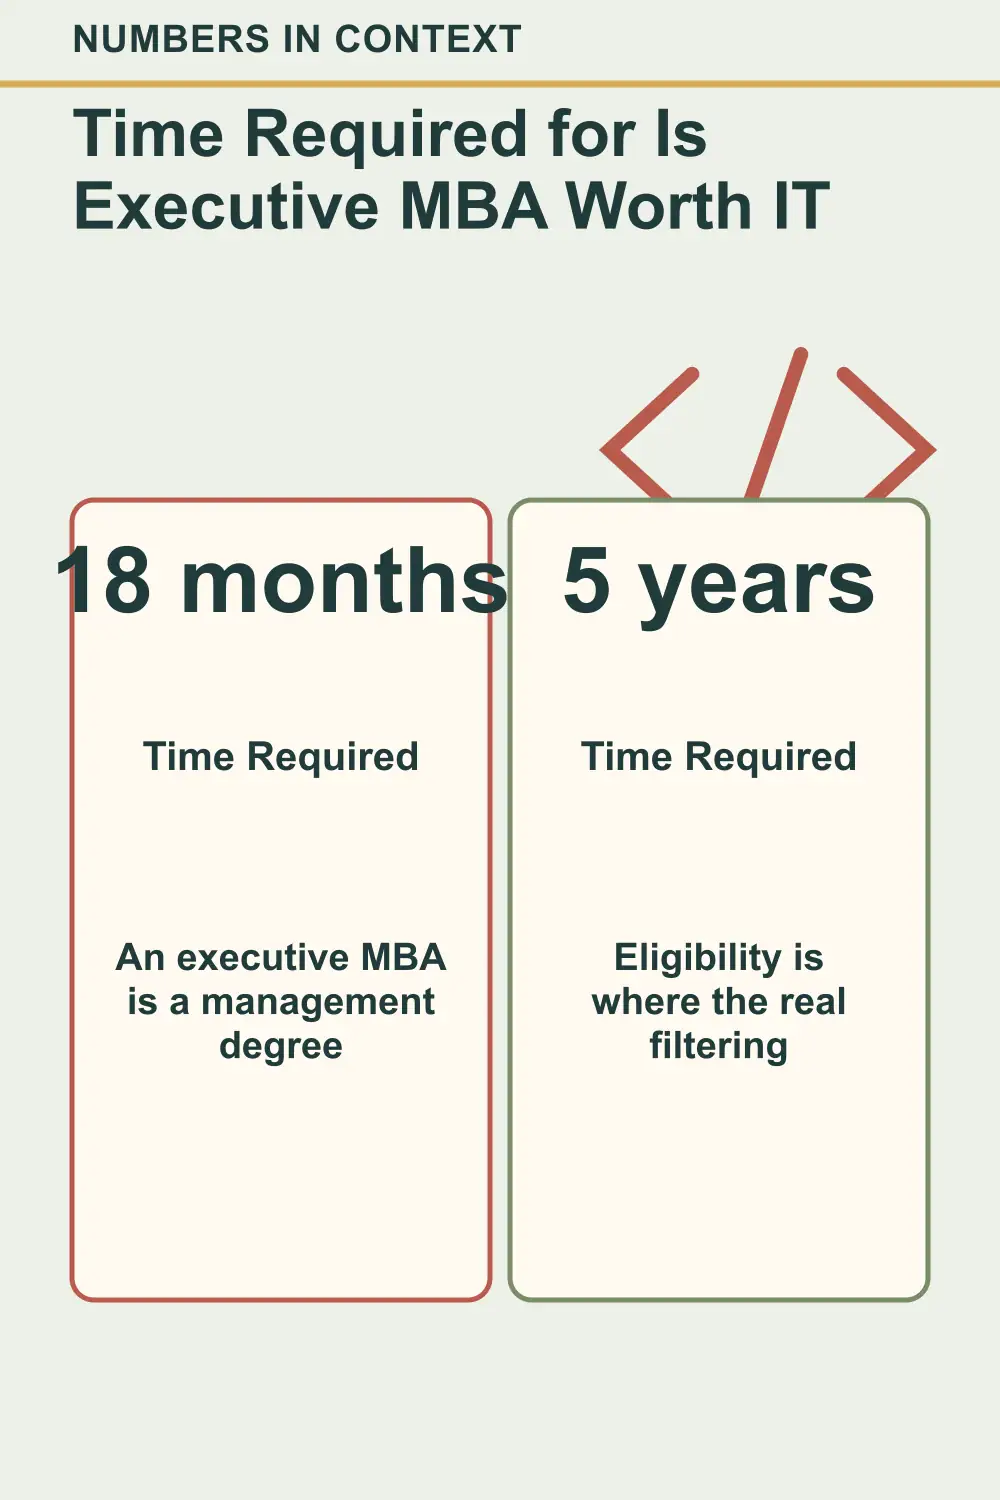 NUMBERS IN CONTEXT
Time Required for Is
Executive MBA Worth IT
18 months
Time Required
An executive MBA
is a management
degree
5 years
Time Required
Eligibility is
where the real
filtering